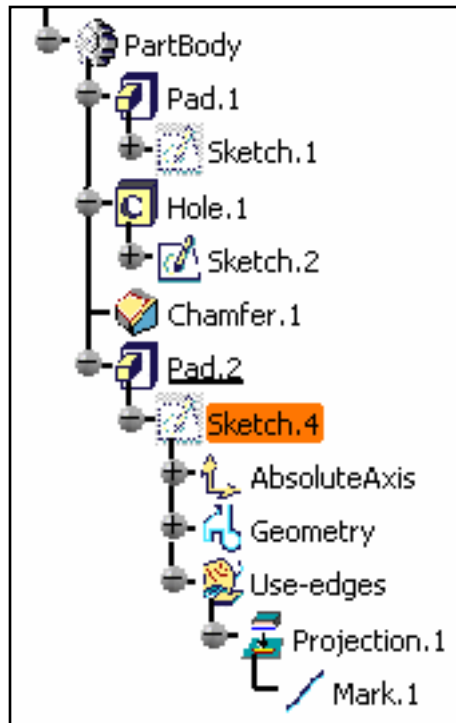 PartBody
Pad.1
Sketch.1
C Hole.1
Sketch.2
Chamfer.1
Pad.2
Sketch.4
AbsoluteAxis
Geometry
Use-edges
Projection.1
Mark.1